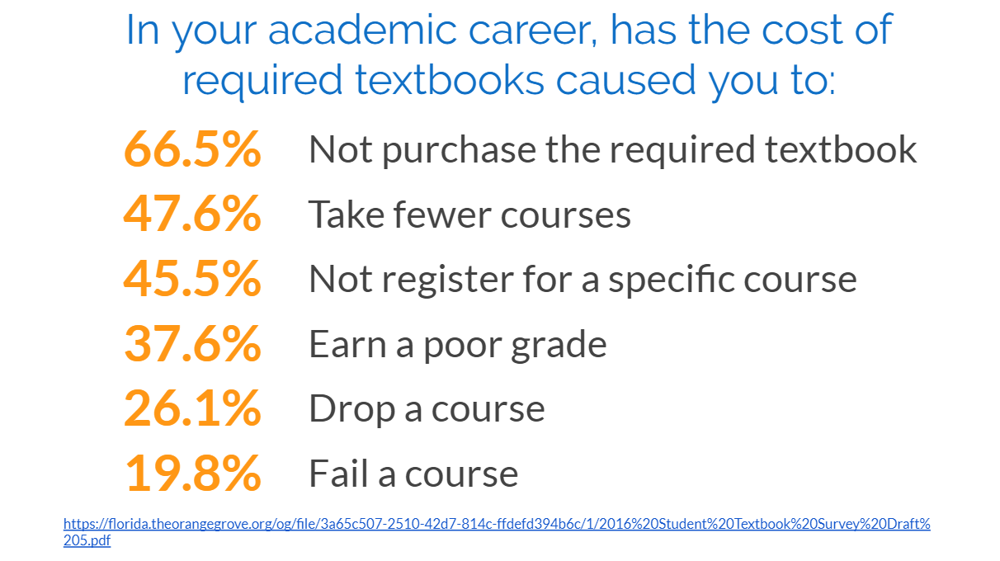 In your academic career, has the cost of
required textbooks caused you to:
66.5% Not purchase the required textbook
47.6% Take fewer courses
45.5% Not register for a specific course
37.6% Earn a poor grade
26.1% Drop a course
19.8% Fail a course
https://florida.theorangegrove.org/og/file/3a65c507-2510-42d7-814c-ffdefd394b6c/1/2016%20Student%20Textbook%20Survey%20Draft%
205.pdf